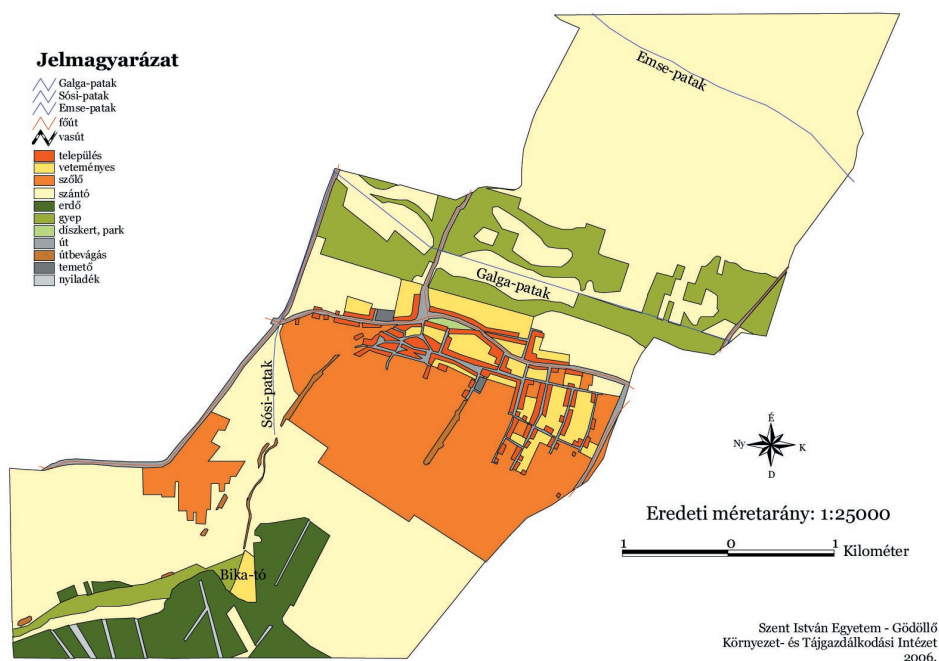 Jelmagyarázat
Galga-patak
Sósi-patak
Emse-patak
főút
vasút
település
veteményes
szőlő
szántó
erdő
gyep
díszkert, park
út
útbevágás
temető
nyiladék
Emse-patak
Galga-patak
Sósi-patak
Bika-tó
É
Ny
K
D
Eredeti méretarány: 1:25000
1 0 1 Kilométer
Szent István Egyetem - Gödöllő
Környezet- és Tájgazdálkodási Intézet
2006.